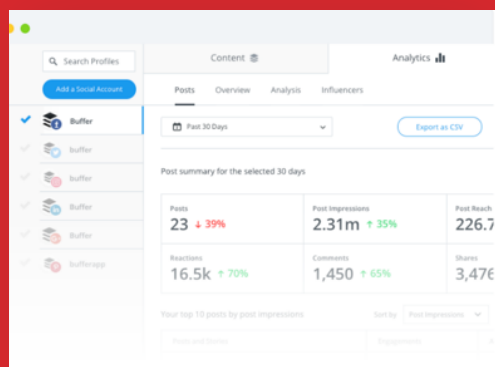 Search Profiles
Add a Social Account
Buffer
buffer
buffer
Buffer
Buffer
bufferapp
Content
Analytics
Posts Overview Analysis Influencers
Past 30 Days
Export as CSV
Post summary for the selected 30 days
Posts
23 ↓ 39%
Post Impressions
2.31m ↑ 35%
Post Reach
226.7
Reactions
16.5k ↑ 70%
Comments
1,450 ↑ 65%
Shares
3,476
Your top 10 posts by post impressions
Sort by Post Impressions
Engagements